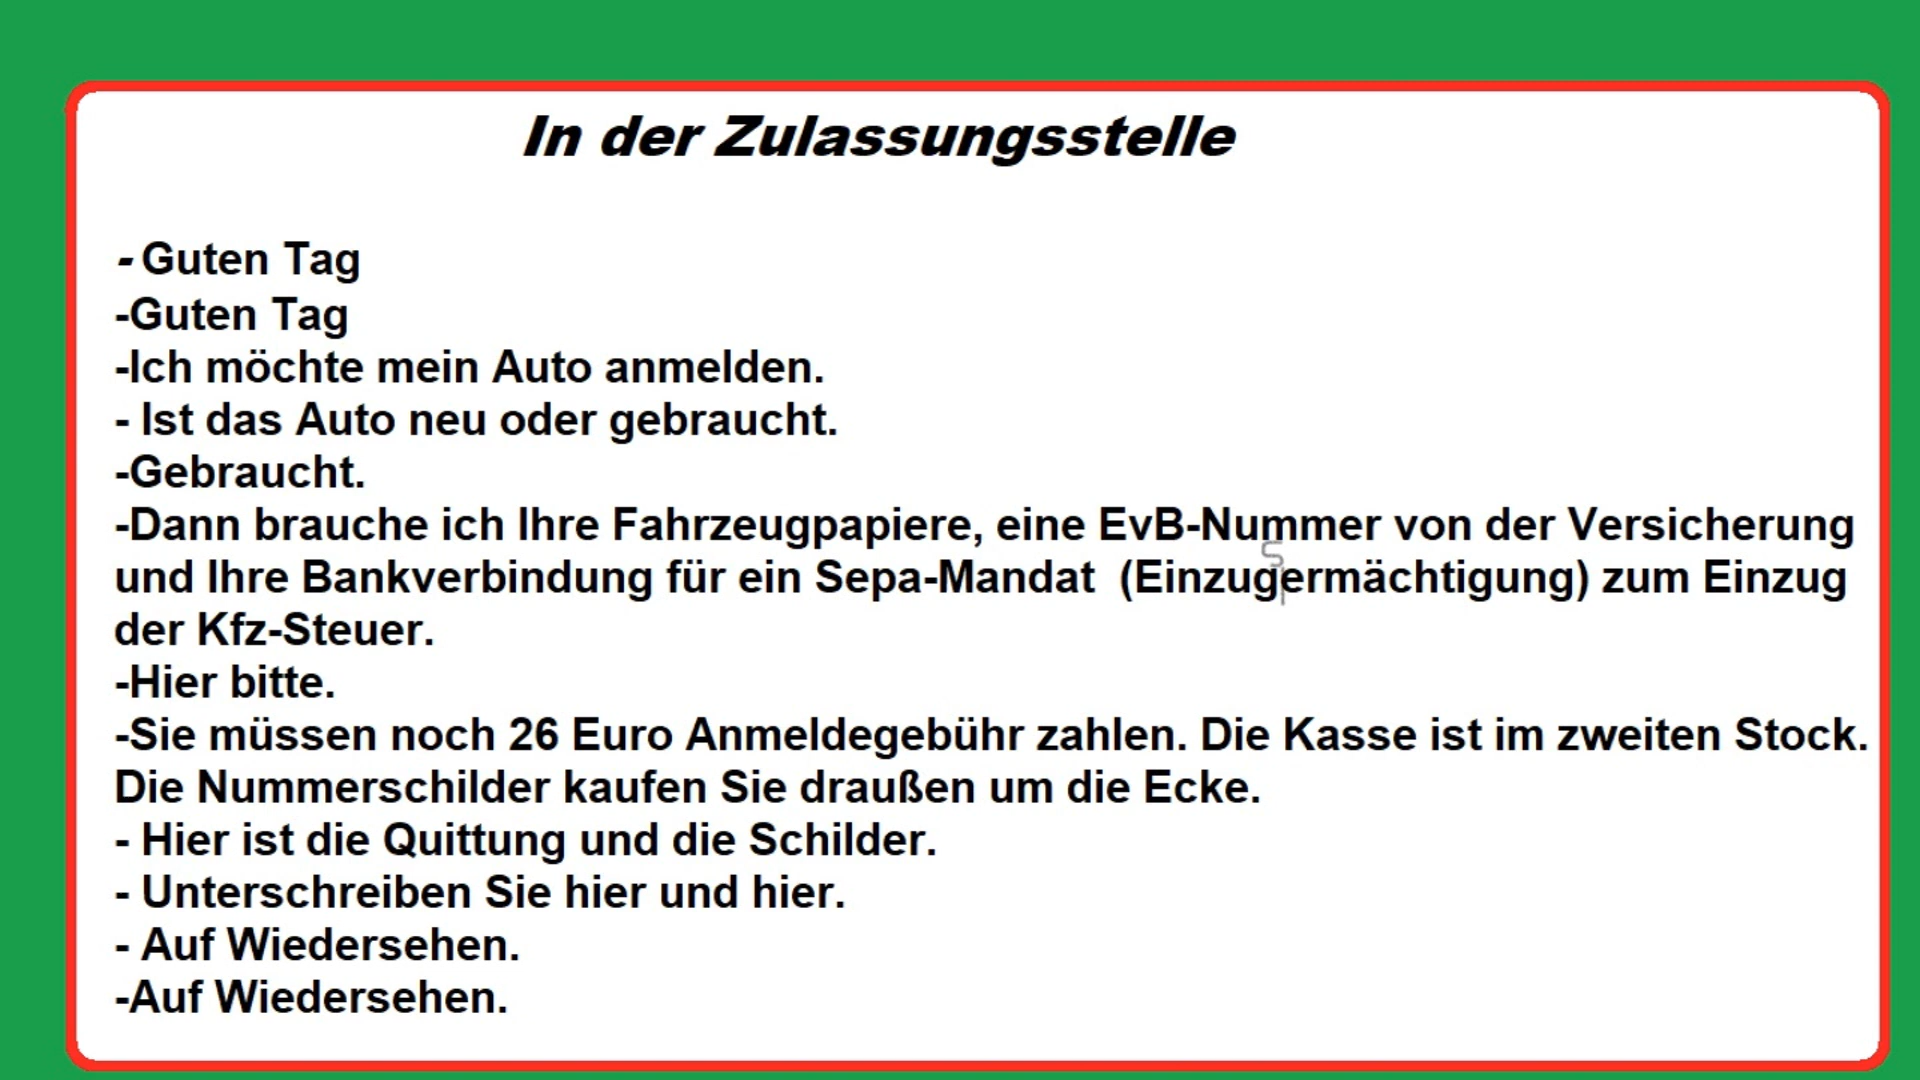 In der Zulassungsstelle
- Guten Tag
-Guten Tag
-Ich möchte mein Auto anmelden.
- Ist das Auto neu oder gebraucht.
-Gebraucht.
-Dann brauche ich Ihre Fahrzeugpapiere, eine EvB-Nummer von der Versicherung
und Ihre Bankverbindung für ein Sepa-Mandat  (Einzugermächtigung) zum Einzug
der Kfz-Steuer.
-Hier bitte.
-Sie müssen noch 26 Euro Anmeldegebühr zahlen. Die Kasse ist im zweiten Stock.
Die Nummerschilder kaufen Sie draußen um die Ecke.
- Hier ist die Quittung und die Schilder.
- Unterschreiben Sie hier und hier.
- Auf Wiedersehen.
-Auf Wiedersehen.